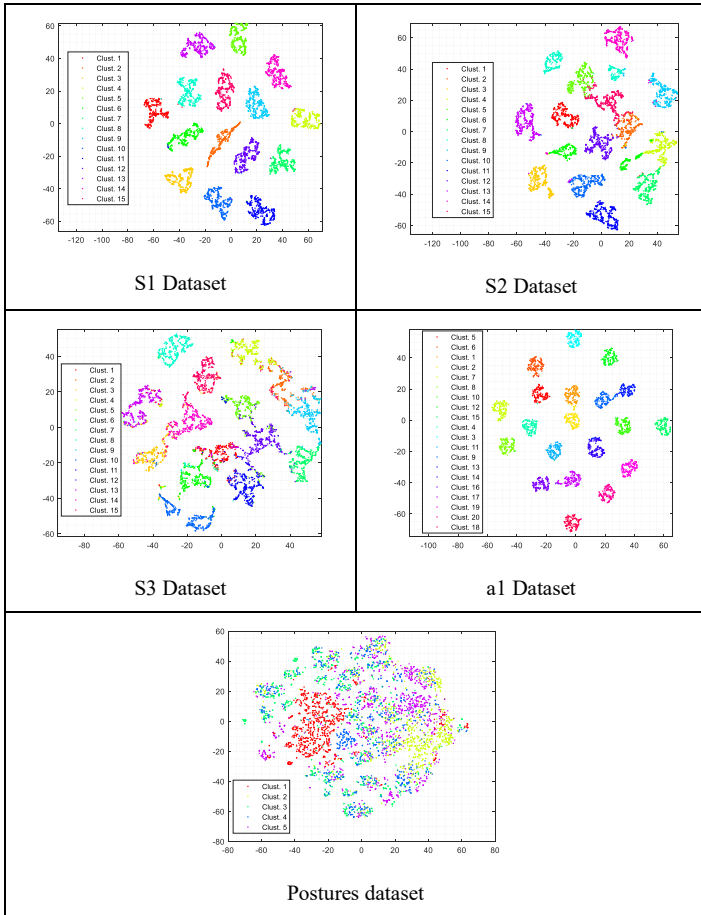 60
40
20
0
-20
-40
-60
Clust. 1
Clust. 2
Clust. 3
Clust. 4
Clust. 5
Clust. 6
Clust. 7
Clust. 8
Clust. 9
Clust. 10
Clust. 11
Clust. 12
Clust. 13
Clust. 14
Clust. 15
-120 -100 -80 -60 -40 -20 0 20 40 60
S1 Dataset
60
40
20
0
-20
-40
-60
Clust. 1
Clust. 2
Clust. 3
Clust. 4
Clust. 5
Clust. 6
Clust. 7
Clust. 8
Clust. 9
Clust. 10
Clust. 11
Clust. 12
Clust. 13
Clust. 14
Clust. 15
-120 -100 -80 -60 -40 -20 0 20 40
S2 Dataset
40
20
0
-20
-40
-60
Clust. 1
Clust. 2
Clust. 3
Clust. 4
Clust. 5
Clust. 6
Clust. 7
Clust. 8
Clust. 9
Clust. 11
Clust. 12
Clust. 10
Clust. 13
Clust. 14
Clust. 15
-80 -60 -40 -20 0 20 40
S3 Dataset
40
20
0
-20
-40
-60
Clust. 5
Clust. 6
Clust. 1
Clust. 2
Clust. 7
Clust. 8
Clust. 10
Clust. 12
Clust. 15
Clust. 4
Clust. 3
Clust. 11
Clust. 9
Clust. 13
Clust. 14
Clust. 16
Clust. 17
Clust. 19
Clust. 20
Clust. 18
-100 -80 -60 -40 -20 0 20 40 60
a1 Dataset
60
40
20
0
-20
-40
-60
-80
Clust. 1
Clust. 2
Clust. 3
Clust. 4
Clust. 5
-80 -60 -40 -20 0 20 40 60 80
Postures dataset